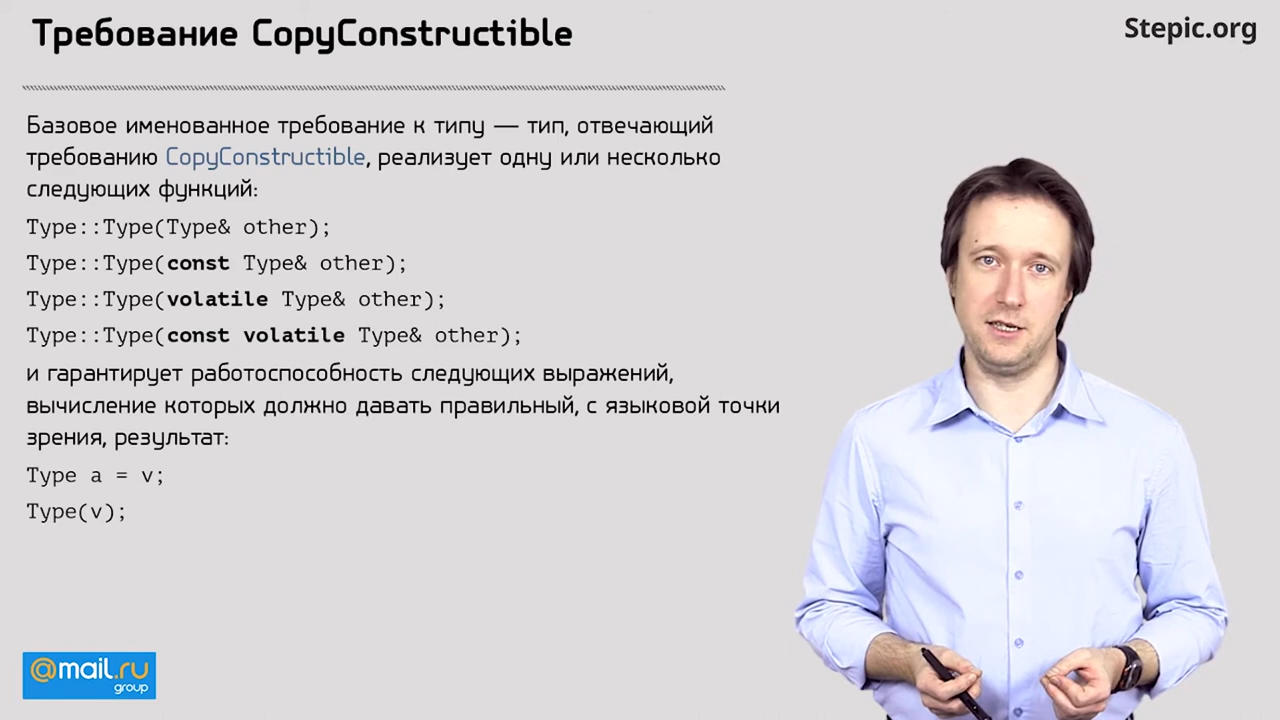 Требование CopyConstructible
Stepic.org
Базовое именованное требование к типу — тип, отвечающий
требованию CopyConstructible, реализует одну или несколько
следующих функций:
Type::Type(Type& other);
Type::Type(const Type& other);
Type::Type(volatile Type& other);
Type::Type(const volatile Type& other);
и гарантирует работоспособность следующих выражений,
вычисление которых должно давать правильный, с языковой точки
зрения, результат:
Type a = v;
Type(v);
@mail.ru
group